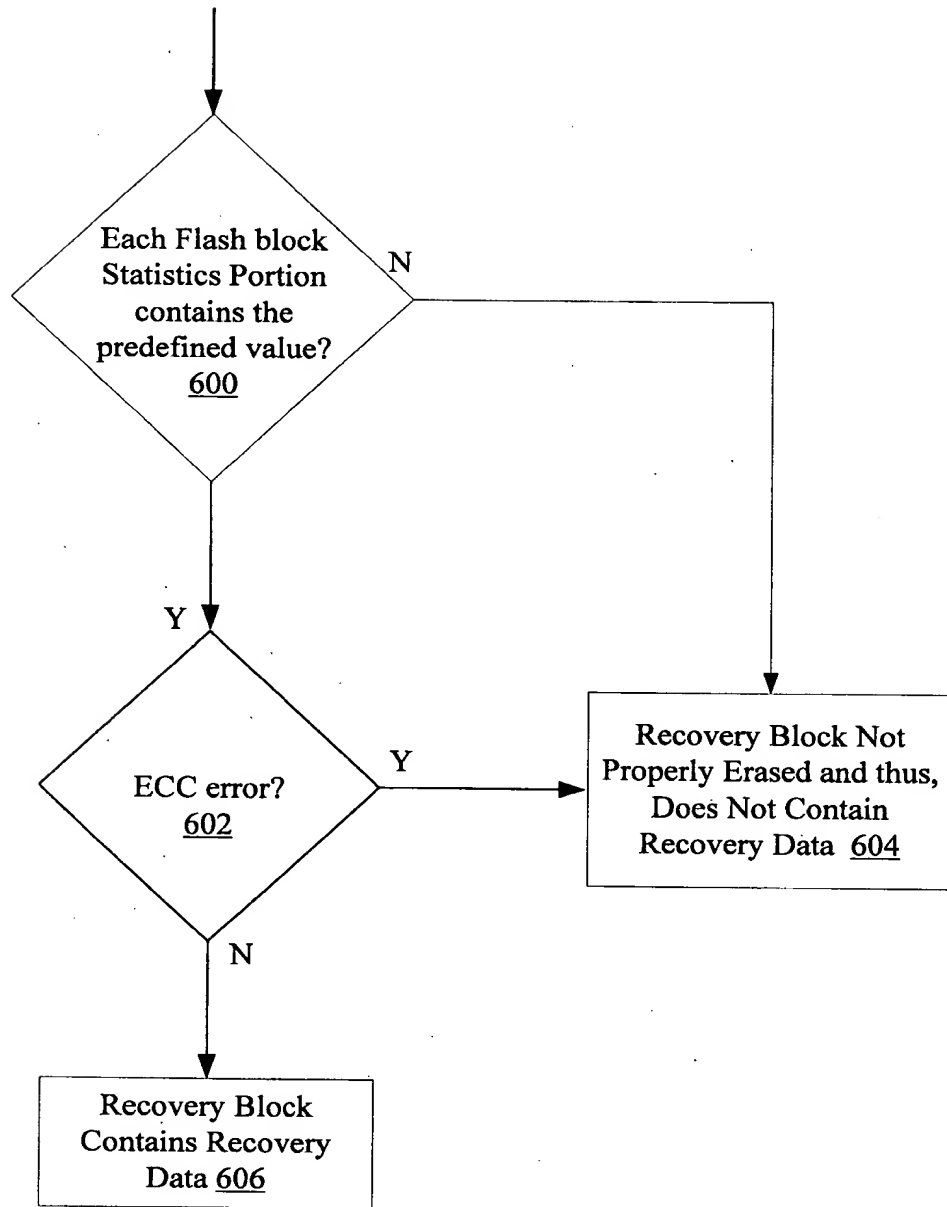 Each Flash block
Statistics Portion
contains the
predefined value?
600
N
Y
ECC error?
602
Y
N
Recovery Block Not
Properly Erased and thus,
Does Not Contain
Recovery Data 604
Recovery Block
Contains Recovery
Data 606